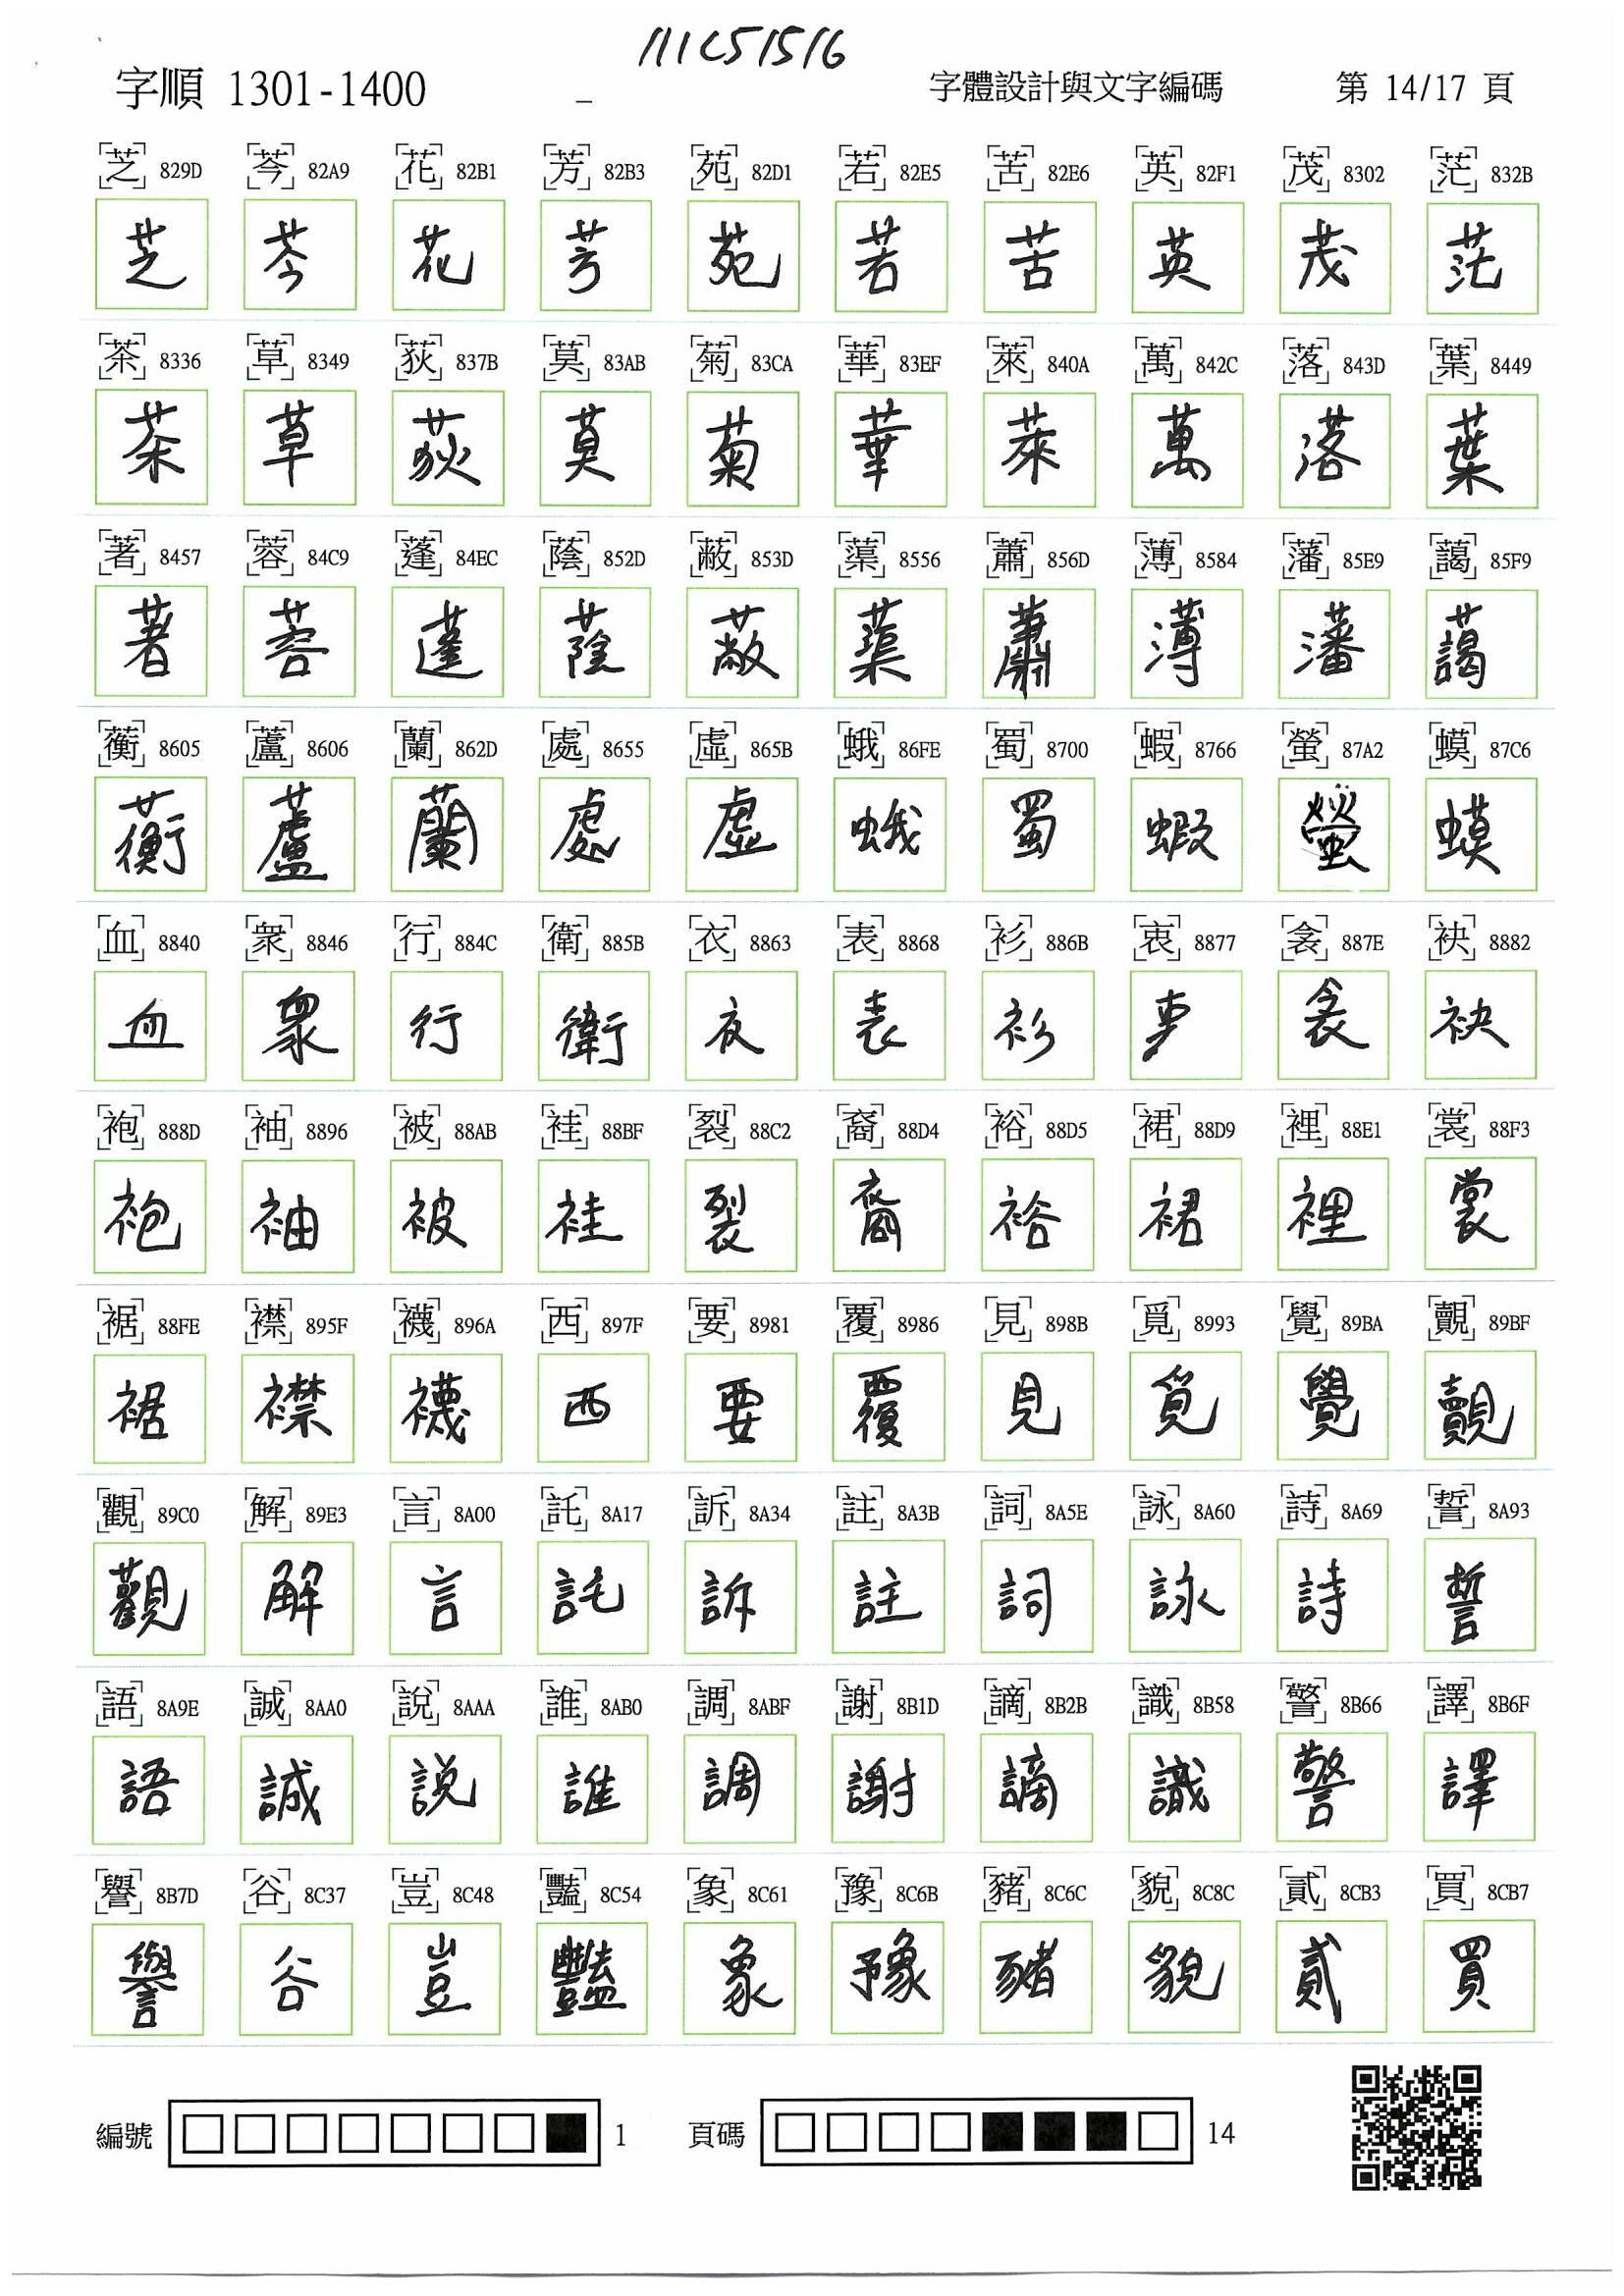 111C51516
字順 1301-1400 _ 字體設計與文字編碼 第 14/17 頁
芝 829D 芩 82A9 花 82B1 芳 82B3 苑 82D1 若 82E5 苦 82E6 英 82F1 茂 8302 茫 832B
芝 芩 花 芳 苑 若 苦 英 茂 茫
茶 8336 草 8349 荻 837B 莫 83AB 菊 83CA 華 83EF 萊 840A 萬 842C 落 843D 葉 8449
茶 草 荻 莫 菊 華 萊 萬 落 葉
著 8457 蓉 84C9 蓬 84EC 蔭 852D 蔽 853D 蕖 8556 蕭 856D 薄 8584 藩 85E9 藹 85F9
著 蓉 蓬 蔭 蔽 蕖 蕭 薄 藩 藹
蘅 8605 蘆 8606 蘭 862D 處 8655 虛 865B 蛾 86FE 蜀 8700 蝦 8766 螢 87A2 蟆 87C6
蘅 蘆 蘭 處 虛 蛾 蜀 蝦 螢 蟆
血 8840 衆 8846 行 884C 衛 885B 衣 8863 表 8868 衫 886B 衷 8877 衾 887E 袂 8882
血 衆 行 衛 衣 表 衫 衾 袂
袍 888D 袖 8896 被 88AB 袿 88BF 裂 88C2 裔 88D4 裕 88D5 裙 88D9 裡 88E1 裳 88F3
袍 袖 被 袿 裂 裔 裕 裙 裡 裳
裾 88FE 襟 895F 襪 896A 西 897F 要 8981 覆 8986 見 898B 覓 8993 覺 89BA 覿 89BF
裾 襟 襪 西 要 覆 見 覓 覺 覿
觀 89C0 解 89E3 言 8A00 託 8A17 訴 8A34 註 8A3B 詞 8A5E 詠 8A60 詩 8A69 誓 8A93
觀 解 言 託 訴 註 詞 詠 詩 誓
語 8A9E 誠 8AA0 說 8AAA 誰 8AB0 調 8ABF 謝 8B1D 謫 8B2B 識 8B58 警 8B66 譯 8B6F
語 誠 說 誰 調 謝 謫 識 警 譯
譽 8B7D 谷 8C37 豈 8C48 豔 8C54 象 8C61 豫 8C6B 豬 8C6C 貌 8C8C 貳 8CB3 買 8CB7
譽 谷 豈 豔 象 豫 豬 貌 貳 買
編號 1 頁碼 14